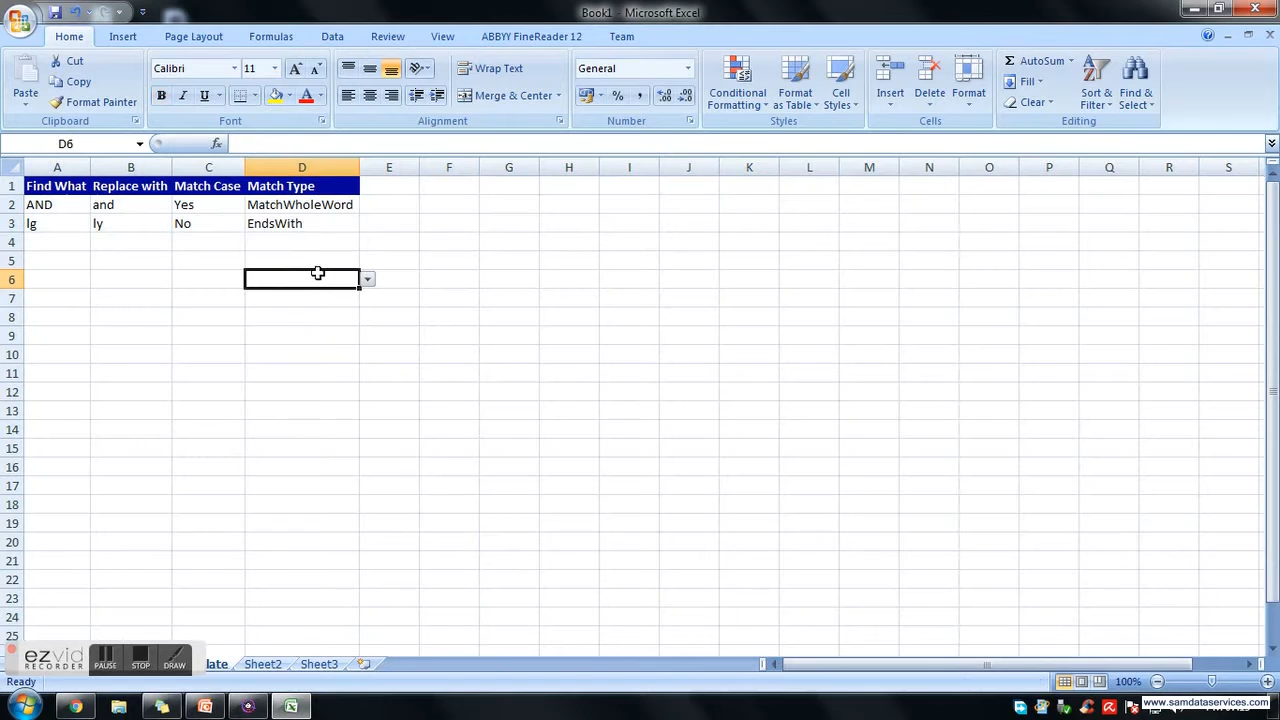 Book1 - Microsoft Excel
Home Insert Page Layout Formulas Data Review View ABBYY FineReader 12 Team
Paste
Cut
Copy
Format Painter
Clipboard
Calibri 11
B I U
Font
Wrap Text
Merge & Center
Alignment
General
Number
Conditional Formatting
Format as Table
Cell Styles
Styles
Insert Delete Format
Cells
Σ AutoSum
Fill
Clear
Sort & Filter
Find & Select
Editing
D6 fx
A B C D E F G H I J K L M N O P Q R S
1 Find What Replace with Match Case Match Type
2 AND and Yes MatchWholeWord
3 lg ly No EndsWith
4
5
6
7
8
9
10
11
12
13
14
15
16
17
18
19
20
21
22
23
24
25
ezvid RECORDER PAUSE STOP DRAW
late Sheet2 Sheet3
Ready 100%
www.samdataservices.com